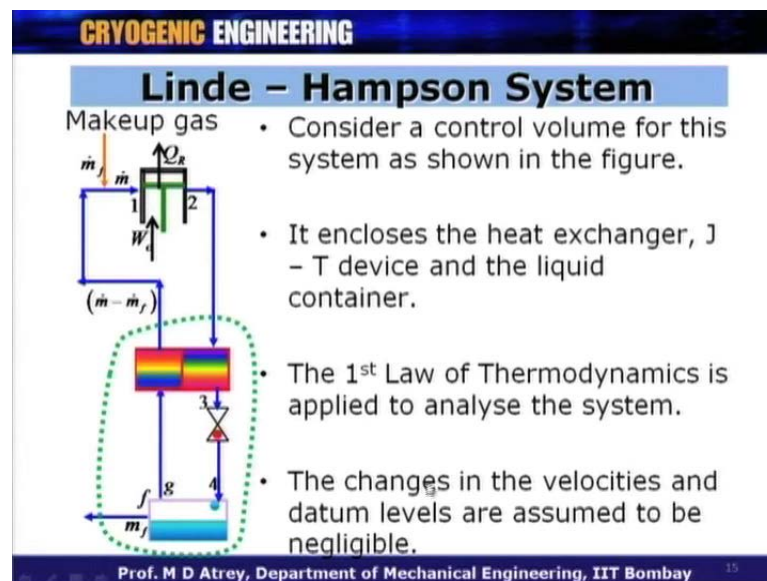 CRYOGENIC ENGINEERING
Linde – Hampson System
Makeup gas
ṁf
ṁ
Q̇R
1
2
Wc
(ṁ – ṁf)
3
4
f
g
mf
• Consider a control volume for this
system as shown in the figure.
• It encloses the heat exchanger, J
– T device and the liquid
container.
• The 1st Law of Thermodynamics is
applied to analyse the system.
• The changes in the velocities and
datum levels are assumed to be
negligible.
Prof. M D Atrey, Department of Mechanical Engineering, IIT Bombay
15